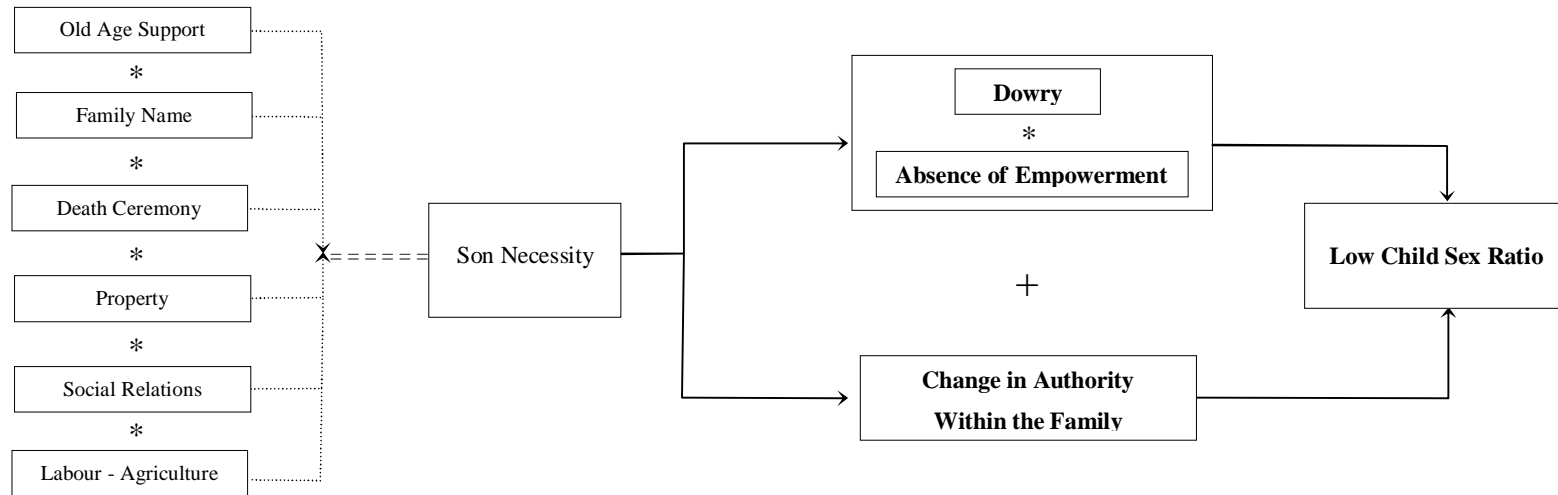 Old Age Support
*
Family Name
*
Death Ceremony
*
Property
*
Social Relations
*
Labour - Agriculture
=====
Son Necessity
Dowry
*
Absence of Empowerment
+
Change in Authority
Within the Family
Low Child Sex Ratio